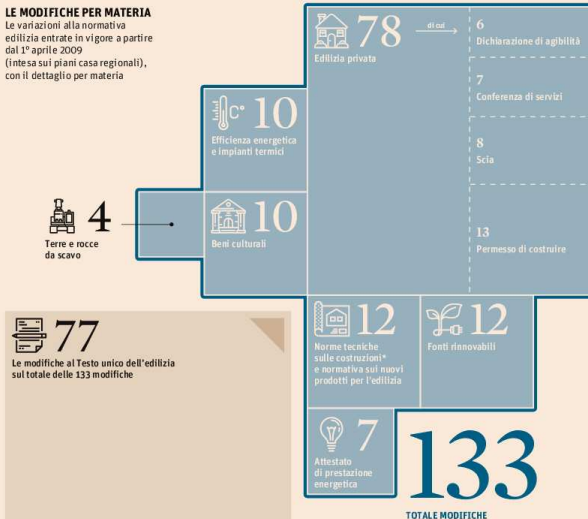 LE MODIFICHE PER MATERIA
Le variazioni alla normativa
edilizia entrate in vigore a partire
dal 1° aprile 2009
(intesa sui piani casa regionali),
con il dettaglio per materia
78
Edilizia privata
di cui
6
Dichiarazione di agibilità
7
Conferenza di servizi
8
Scia
13
Permesso di costruire
C° 10
Efficienza energetica
e impianti termici
10
Beni culturali
4
Terre e rocce
da scavo
77
Le modifiche al Testo unico dell'edilizia
sul totale delle 133 modifiche
12
Norme tecniche
sulle costruzioni*
e normativa sui nuovi
prodotti per l'edilizia
12
Fonti rinnovabili
7
Attestato
di prestazione
energetica
133
TOTALE MODIFICHE